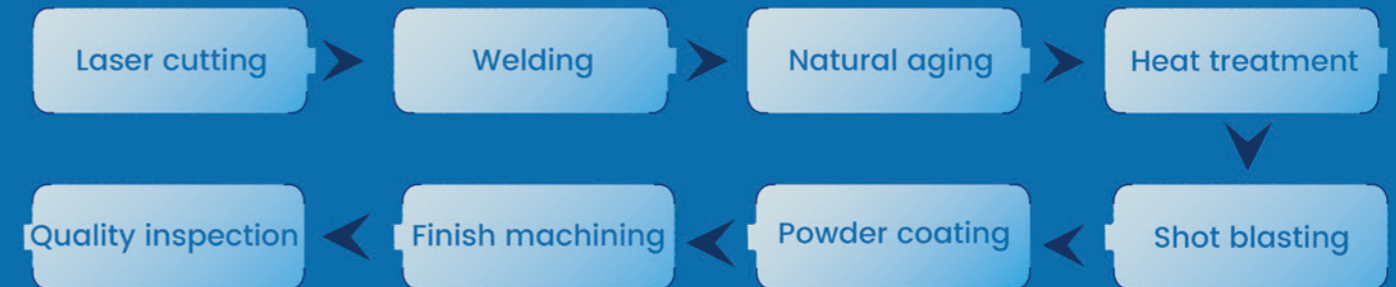 Laser cutting
Welding
Natural aging
Heat treatment
Shot blasting
Powder coating
Finish machining
Quality inspection